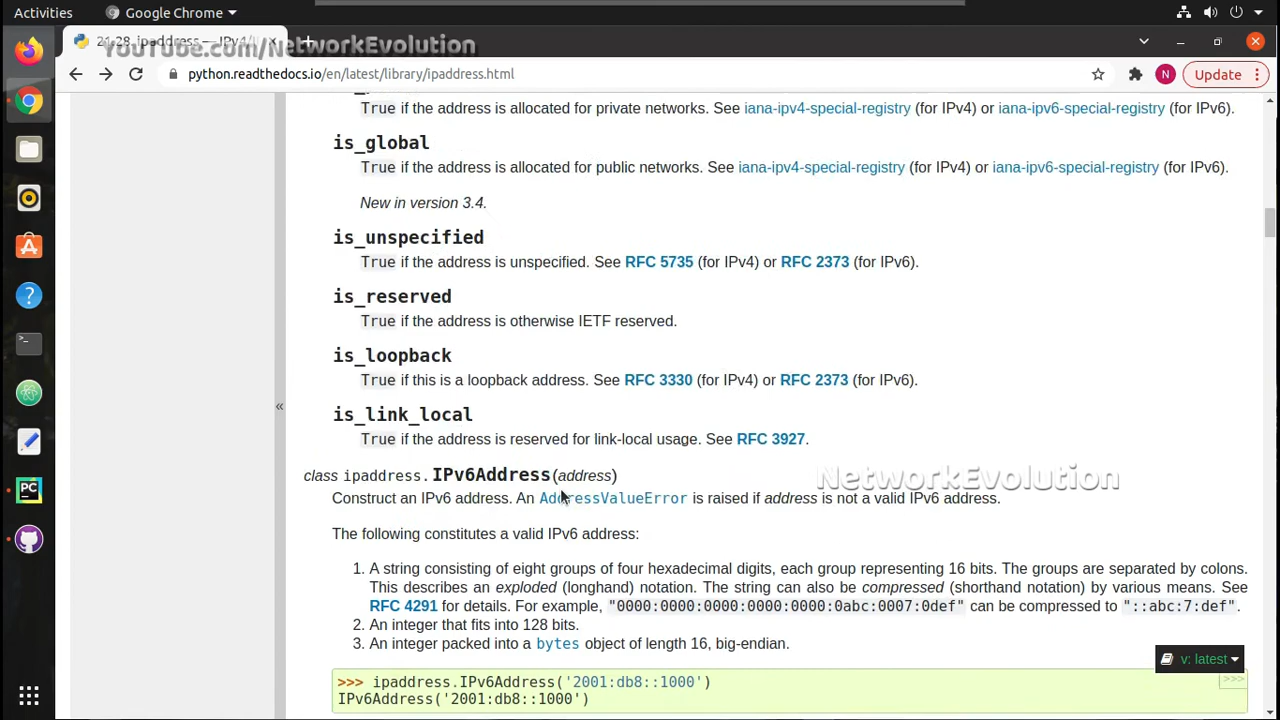 Activities
Google Chrome
21.28. ipaddress — IPv4/I
YouTube.com/NetworkEvolution
python.readthedocs.io/en/latest/library/ipaddress.html
N
Update
True if the address is allocated for private networks. See iana-ipv4-special-registry (for IPv4) or iana-ipv6-special-registry (for IPv6).
is_global
True if the address is allocated for public networks. See iana-ipv4-special-registry (for IPv4) or iana-ipv6-special-registry (for IPv6).
New in version 3.4.
is_unspecified
True if the address is unspecified. See RFC 5735 (for IPv4) or RFC 2373 (for IPv6).
is_reserved
True if the address is otherwise IETF reserved.
is_loopback
True if this is a loopback address. See RFC 3330 (for IPv4) or RFC 2373 (for IPv6).
is_link_local
True if the address is reserved for link-local usage. See RFC 3927.
«
class ipaddress.IPv6Address(address)
NetworkEvolution
Construct an IPv6 address. An AddressValueError is raised if address is not a valid IPv6 address.
The following constitutes a valid IPv6 address:
1. A string consisting of eight groups of four hexadecimal digits, each group representing 16 bits. The groups are separated by colons.
This describes an exploded (longhand) notation. The string can also be compressed (shorthand notation) by various means. See
RFC 4291 for details. For example, "0000:0000:0000:0000:0000:0abc:0007:0def" can be compressed to "::abc:7:def".
2. An integer that fits into 128 bits.
3. An integer packed into a bytes object of length 16, big-endian.
v: latest
>>> ipaddress.IPv6Address('2001:db8::1000')
>>>
IPv6Address('2001:db8::1000')